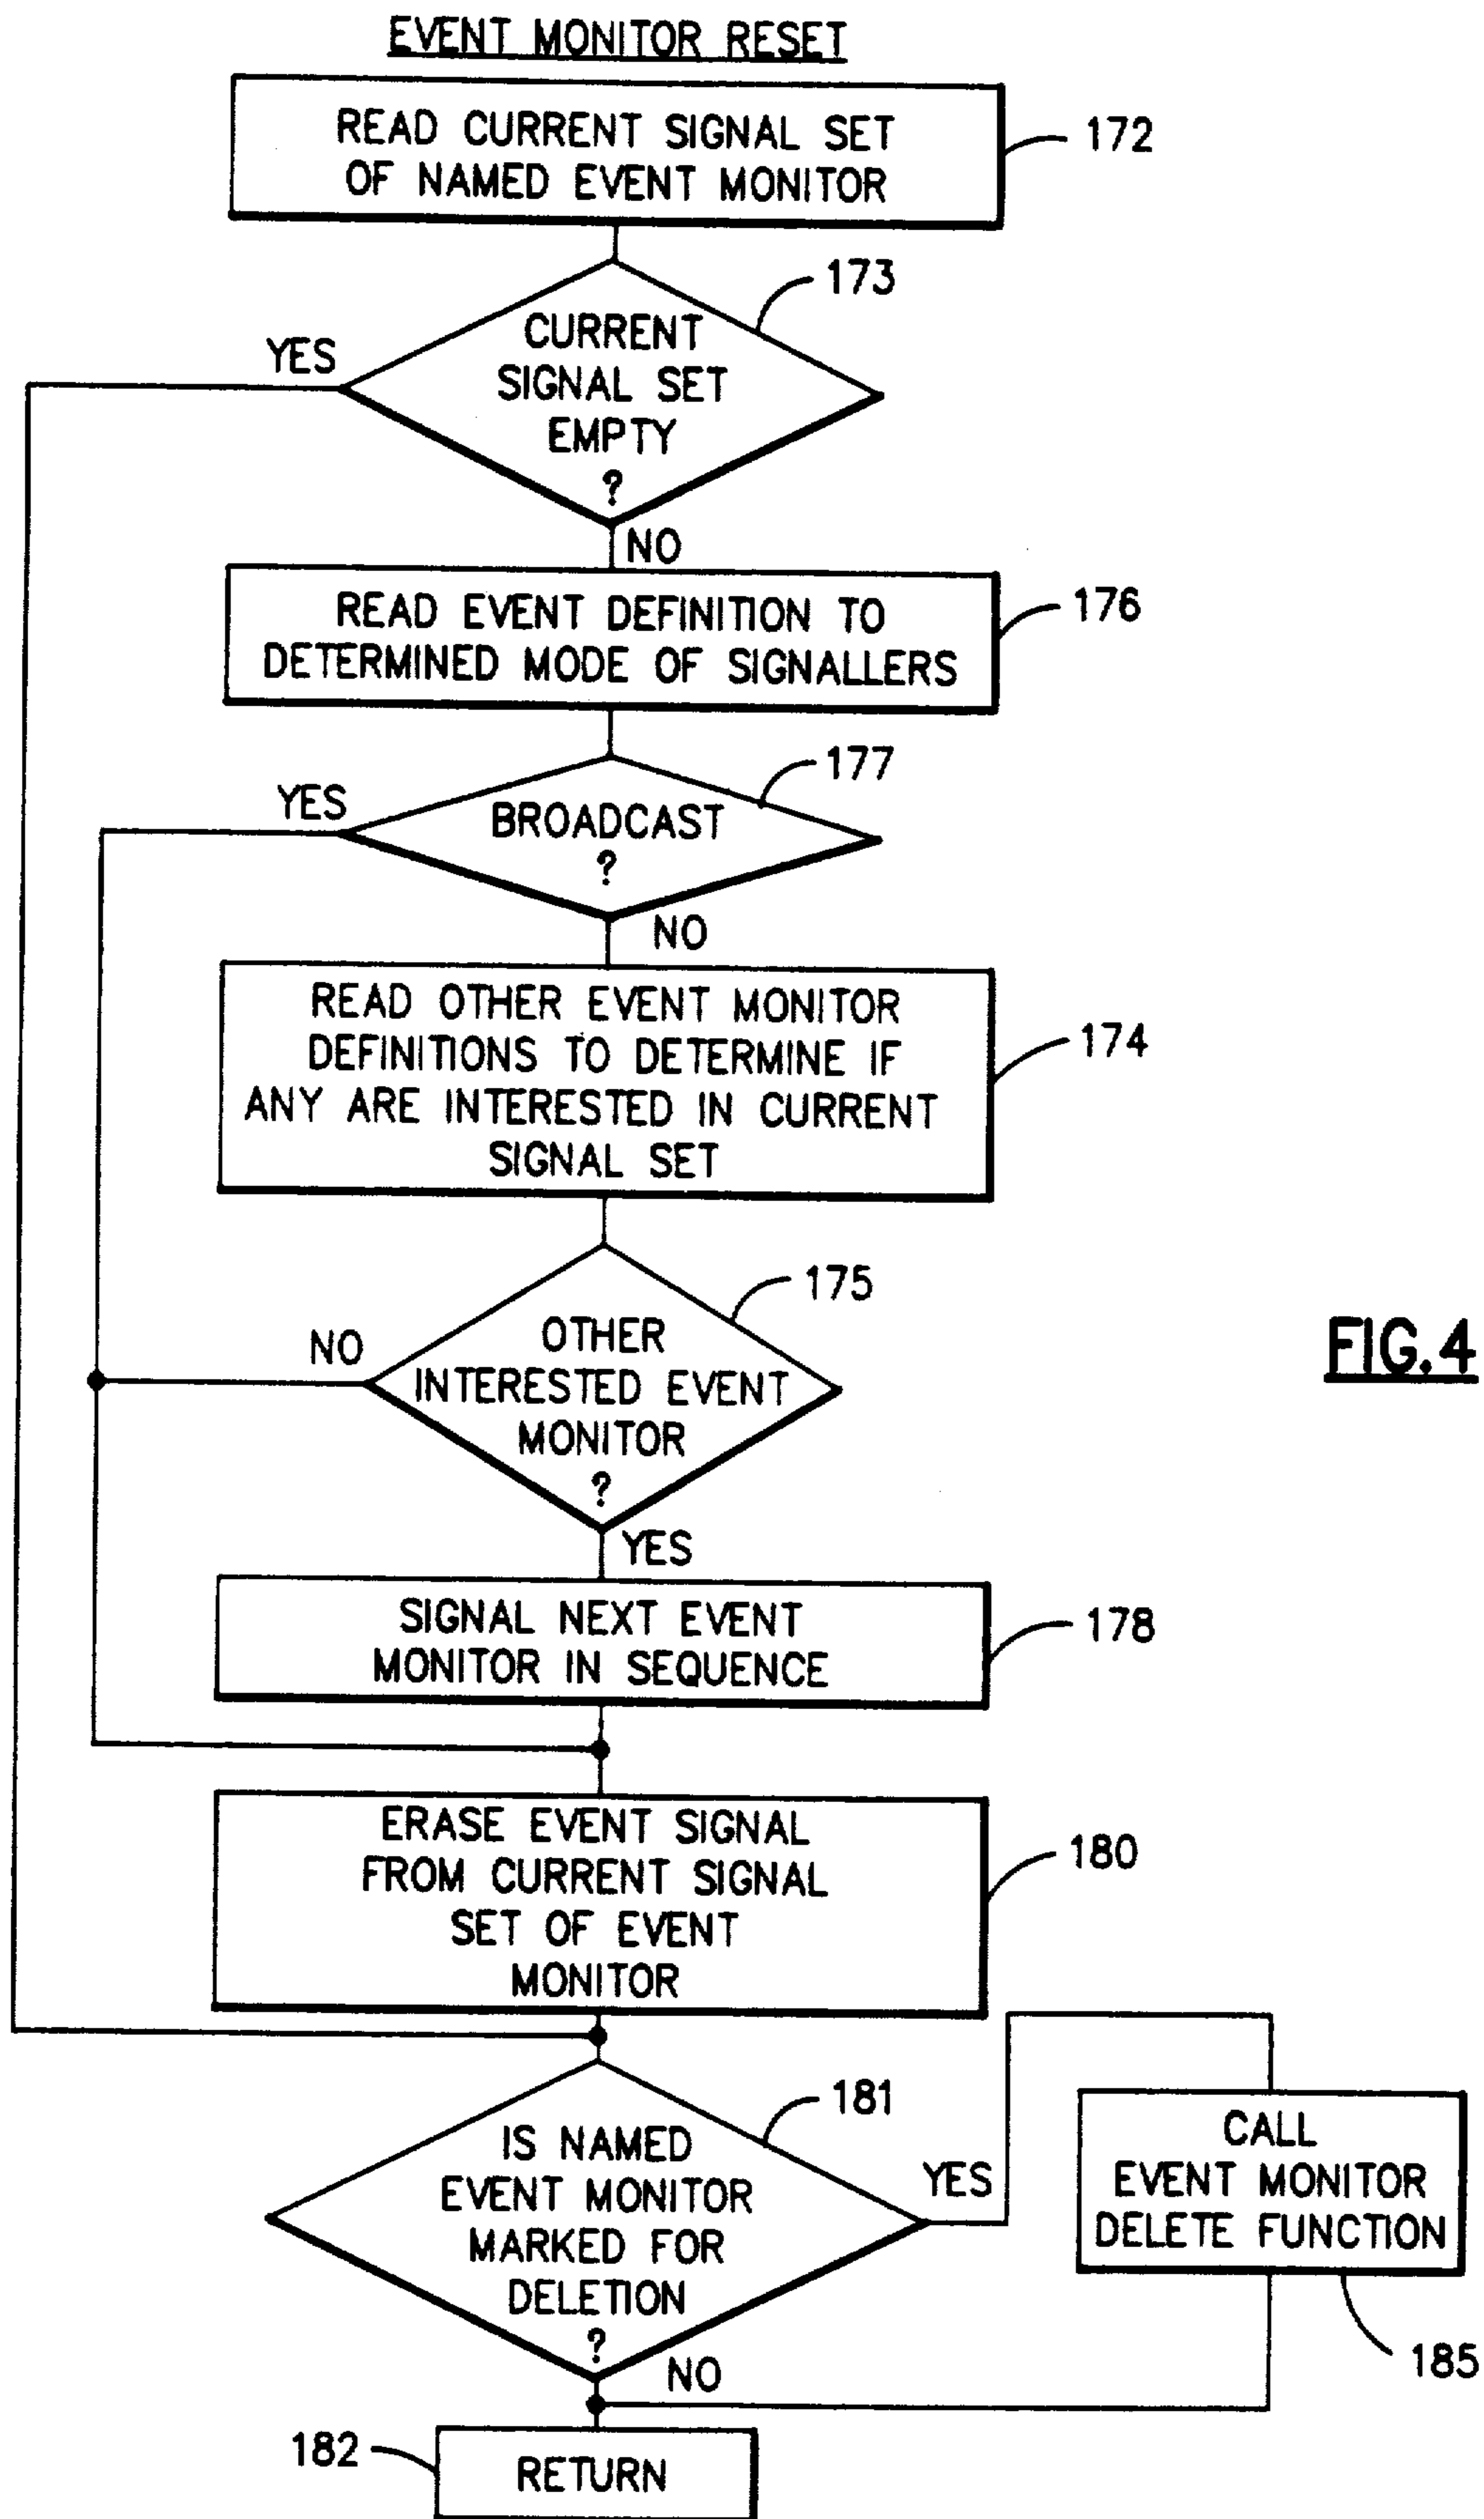 EVENT MONITOR RESET
READ CURRENT SIGNAL SET
OF NAMED EVENT MONITOR
172
173
CURRENT
SIGNAL SET
EMPTY
?
YES
NO
READ EVENT DEFINITION TO
DETERMINED MODE OF SIGNALLERS
176
177
YES
BROADCAST
?
NO
READ OTHER EVENT MONITOR
DEFINITIONS TO DETERMINE IF
ANY ARE INTERESTED IN CURRENT
SIGNAL SET
174
175
NO
OTHER
INTERESTED EVENT
MONITOR
?
YES
FIG.4
SIGNAL NEXT EVENT
MONITOR IN SEQUENCE
178
ERASE EVENT SIGNAL
FROM CURRENT SIGNAL
SET OF EVENT
MONITOR
180
181
IS NAMED
EVENT MONITOR
MARKED FOR
DELETION
?
YES
NO
CALL
EVENT MONITOR
DELETE FUNCTION
185
182
RETURN